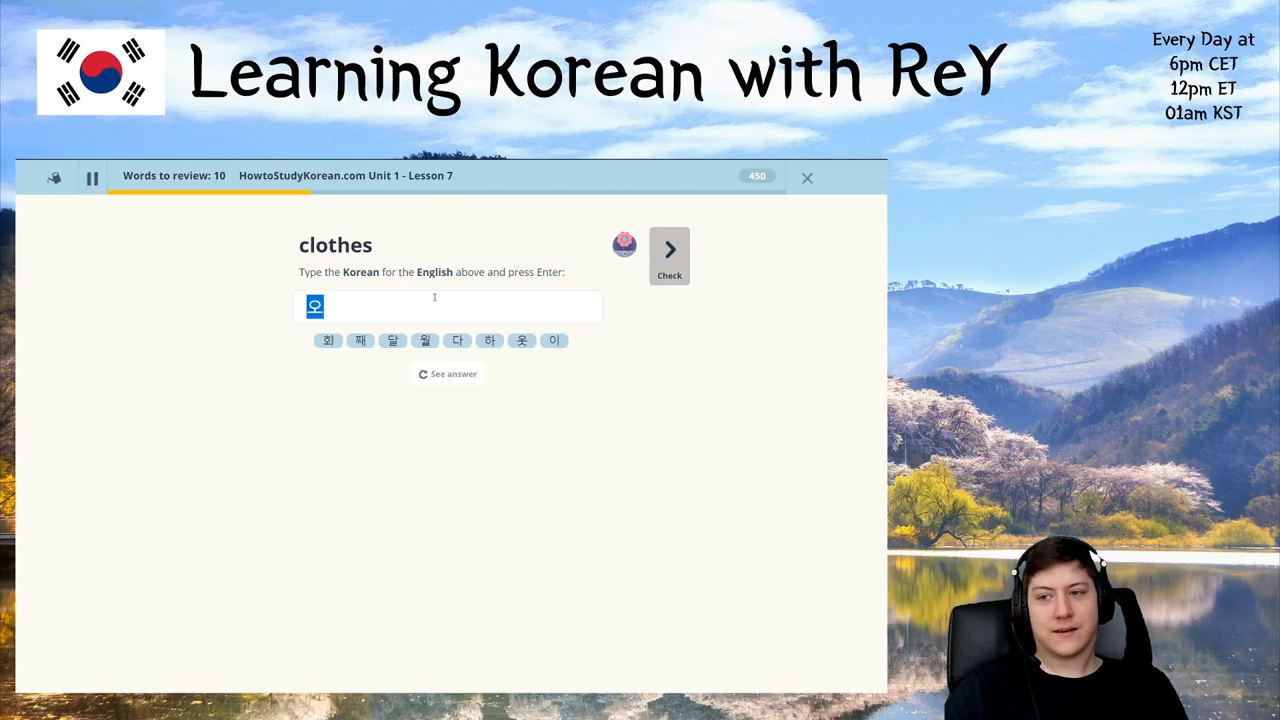 Learning Korean with ReY
Every Day at
6pm CET
12pm ET
01am KST
Words to review: 10 HowtoStudyKorean.com Unit 1 - Lesson 7 450
clothes
Type the Korean for the English above and press Enter:
Check
오
회 째 달 월 다 하 옷 이
See answer